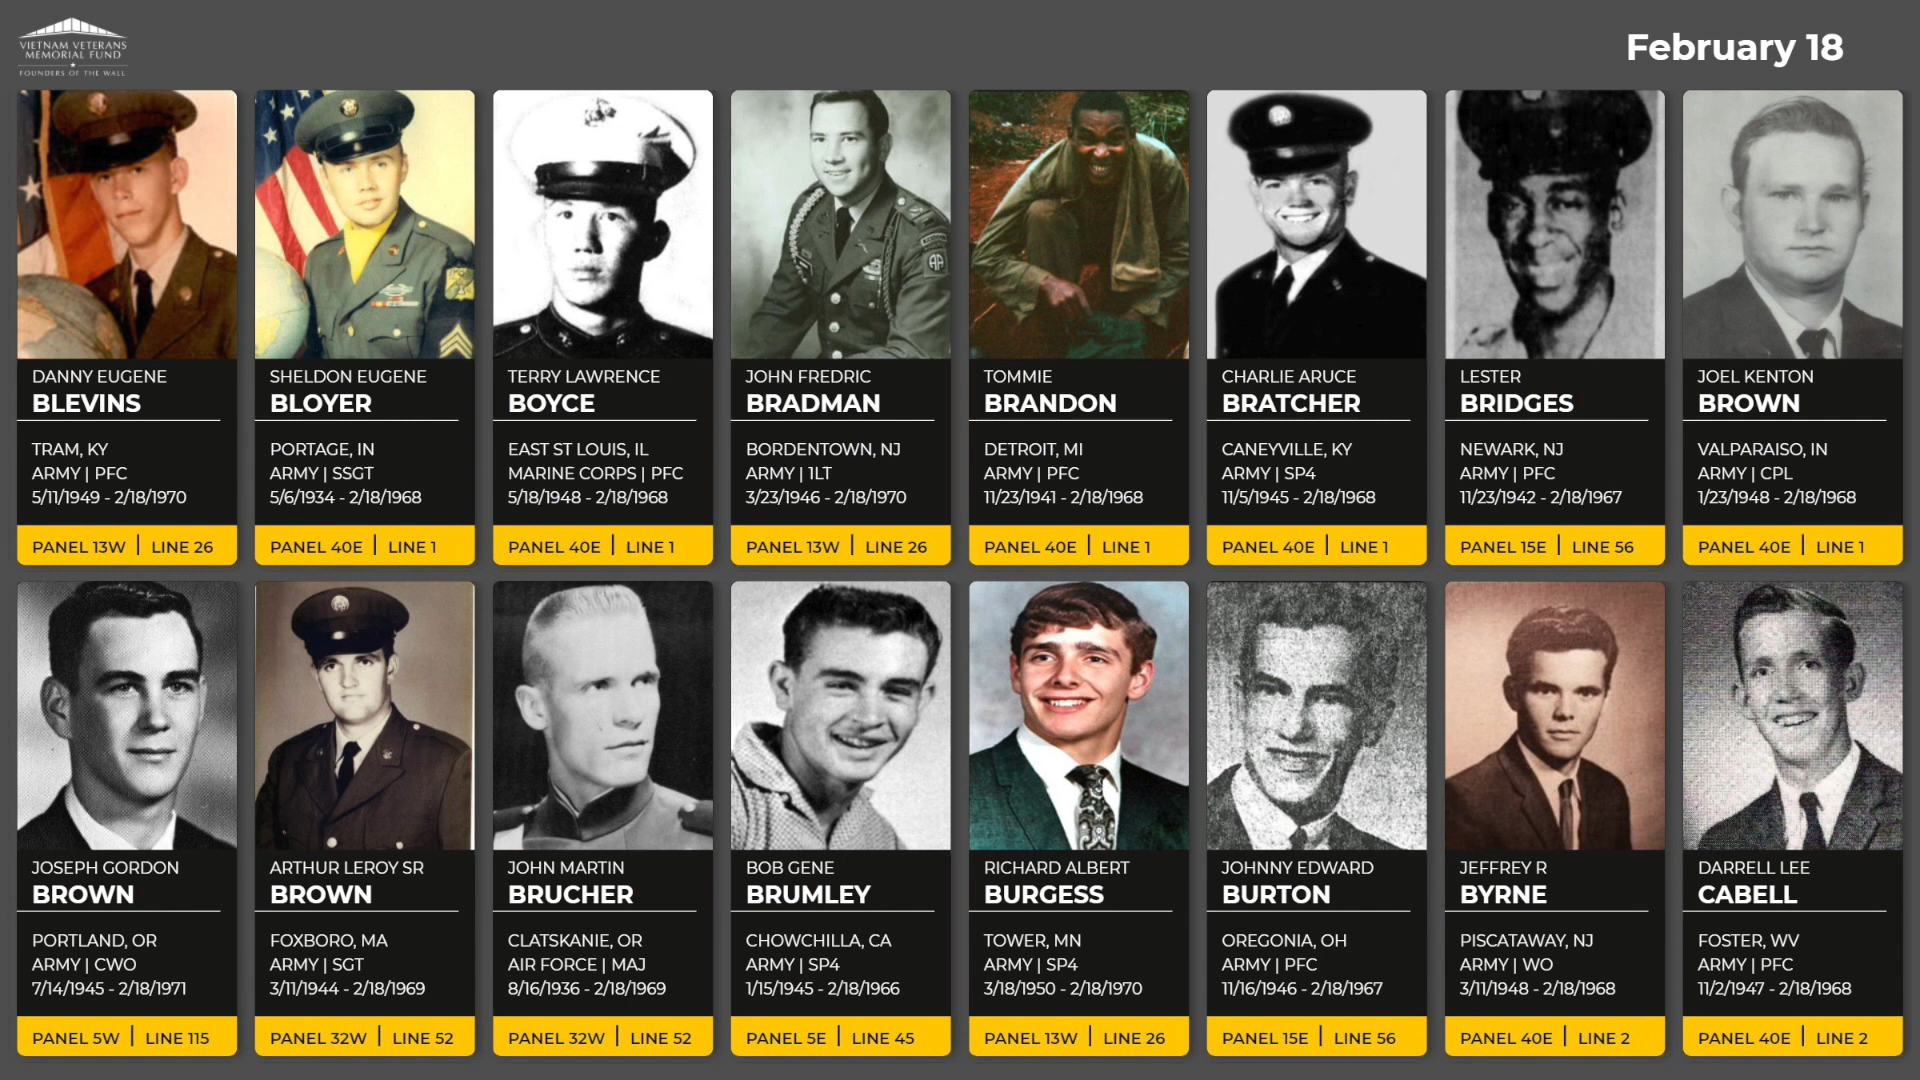 VIETNAM VETERANS
MEMORIAL FUND
FOUNDERS OF THE WALL
February 18
DANNY EUGENE
BLEVINS
TRAM, KY
ARMY | PFC
5/11/1949 - 2/18/1970
PANEL 13W | LINE 26
SHELDON EUGENE
BLOYER
PORTAGE, IN
ARMY | SSGT
5/6/1934 - 2/18/1968
PANEL 40E | LINE 1
TERRY LAWRENCE
BOYCE
EAST ST LOUIS, IL
MARINE CORPS | PFC
5/18/1948 - 2/18/1968
PANEL 40E | LINE 1
JOHN FREDRIC
BRADMAN
BORDENTOWN, NJ
ARMY | 1LT
3/23/1946 - 2/18/1970
PANEL 13W | LINE 26
TOMMIE
BRANDON
DETROIT, MI
ARMY | PFC
11/23/1941 - 2/18/1968
PANEL 40E | LINE 1
CHARLIE ARUCE
BRATCHER
CANEYVILLE, KY
ARMY | SP4
11/5/1945 - 2/18/1968
PANEL 40E | LINE 1
LESTER
BRIDGES
NEWARK, NJ
ARMY | PFC
11/23/1942 - 2/18/1967
PANEL 15E | LINE 56
JOEL KENTON
BROWN
VALPARAISO, IN
ARMY | CPL
1/23/1948 - 2/18/1968
PANEL 40E | LINE 1
JOSEPH GORDON
BROWN
PORTLAND, OR
ARMY | CWO
7/14/1945 - 2/18/1971
PANEL 5W | LINE 115
ARTHUR LEROY SR
BROWN
FOXBORO, MA
ARMY | SGT
3/11/1944 - 2/18/1969
PANEL 32W | LINE 52
JOHN MARTIN
BRUCHER
CLATSKANIE, OR
AIR FORCE | MAJ
8/16/1936 - 2/18/1969
PANEL 32W | LINE 52
BOB GENE
BRUMLEY
CHOWCHILLA, CA
ARMY | SP4
1/15/1945 - 2/18/1966
PANEL 5E | LINE 45
RICHARD ALBERT
BURGESS
TOWER, MN
ARMY | SP4
3/18/1950 - 2/18/1970
PANEL 13W | LINE 26
JOHNNY EDWARD
BURTON
OREGONIA, OH
ARMY | PFC
11/16/1946 - 2/18/1967
PANEL 15E | LINE 56
JEFFREY R
BYRNE
PISCATAWAY, NJ
ARMY | WO
3/11/1948 - 2/18/1968
PANEL 40E | LINE 2
DARRELL LEE
CABELL
FOSTER, WV
ARMY | PFC
11/2/1947 - 2/18/1968
PANEL 40E | LINE 2